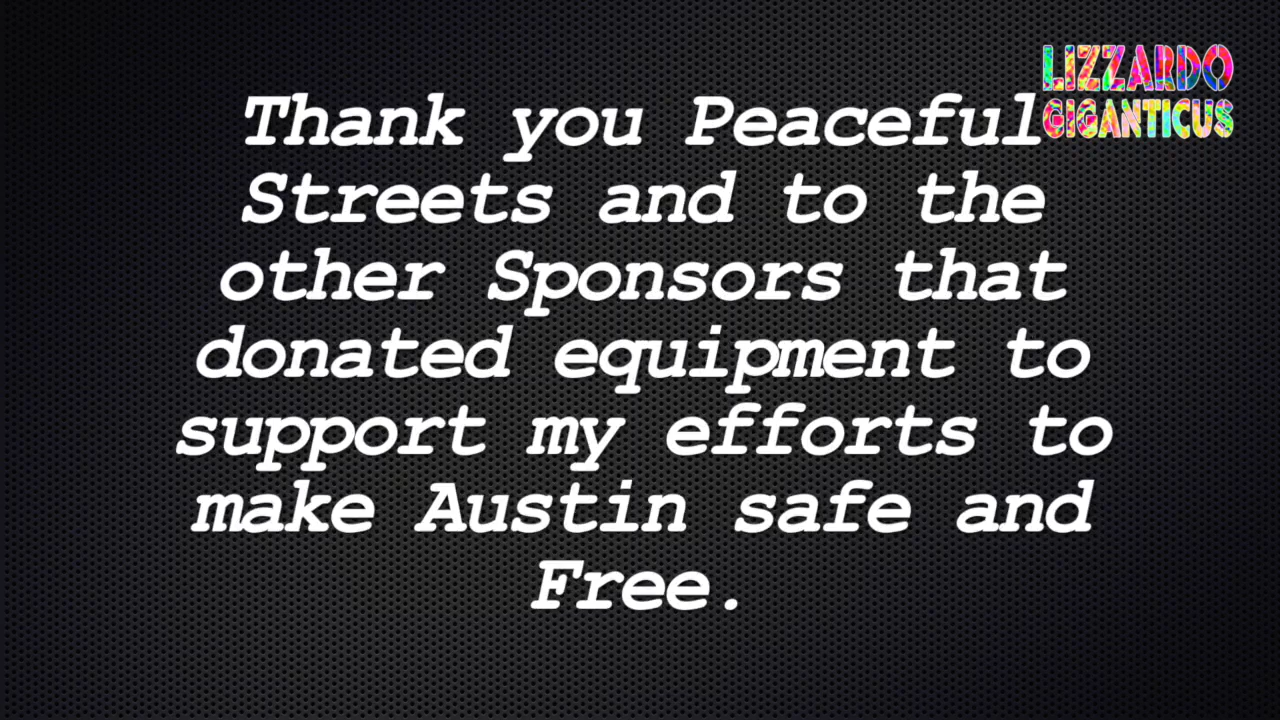 LIZZARDO
GIGANTICUS
Thank you Peaceful
Streets and to the
other Sponsors that
donated equipment to
support my efforts to
make Austin safe and
Free.